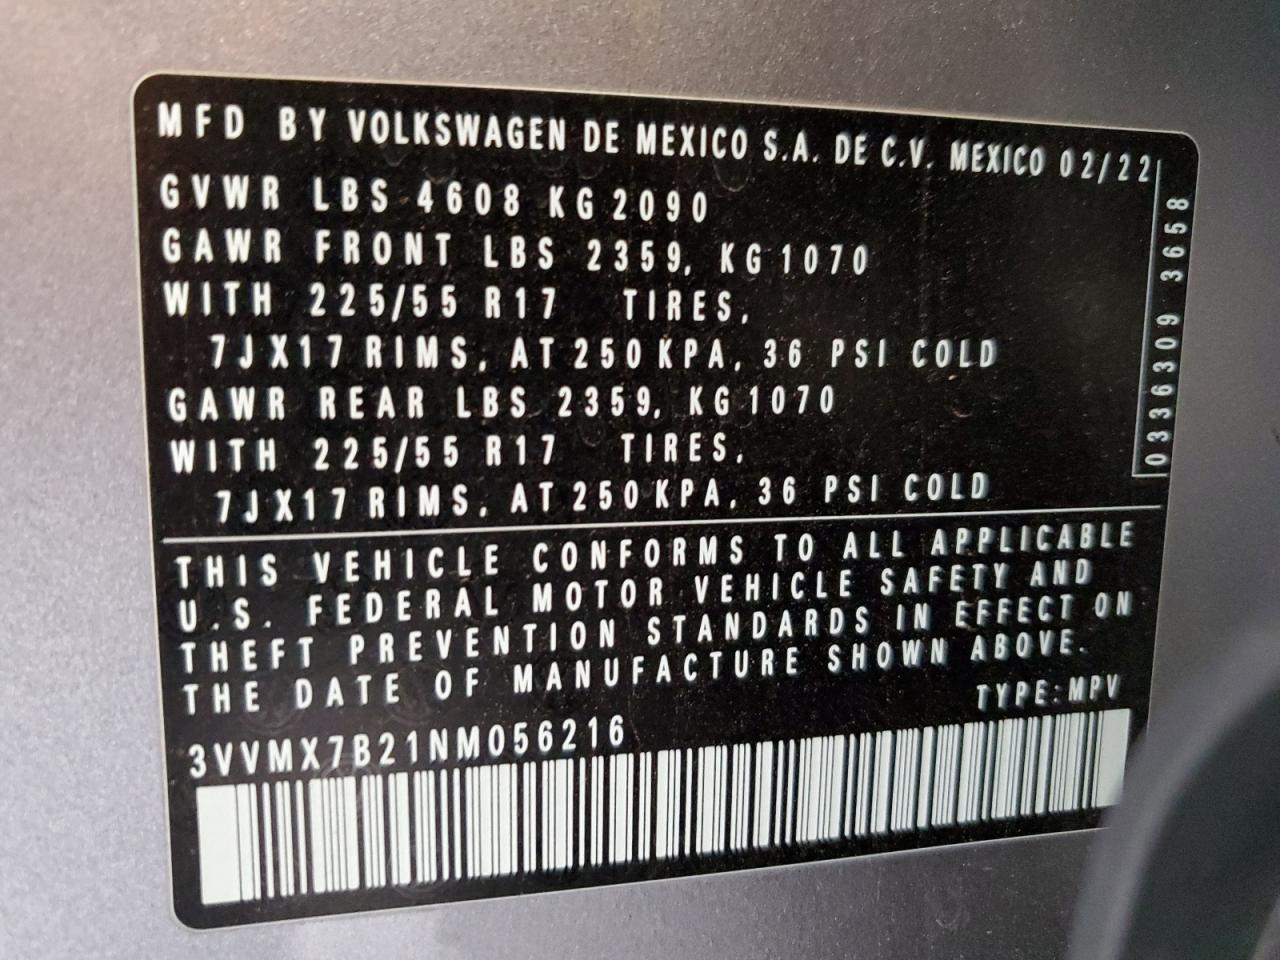 MFD BY VOLKSWAGEN DE MEXICO S.A. DE C.V. MEXICO 02/22
GVWR LBS 4608 KG 2090
GAWR FRONT LBS 2359, KG 1070
WITH 225/55 R17 TIRES,
7JX17 RIMS, AT 250 KPA, 36 PSI COLD
GAWR REAR LBS 2359, KG 1070
WITH 225/55 R17 TIRES,
7JX17 RIMS, AT 250 KPA, 36 PSI COLD
0336309 3658
THIS VEHICLE CONFORMS TO ALL APPLICABLE
U.S. FEDERAL MOTOR VEHICLE SAFETY AND
THEFT PREVENTION STANDARDS IN EFFECT ON
THE DATE OF MANUFACTURE SHOWN ABOVE.
TYPE: MPV
3VVMX7B21NM056216